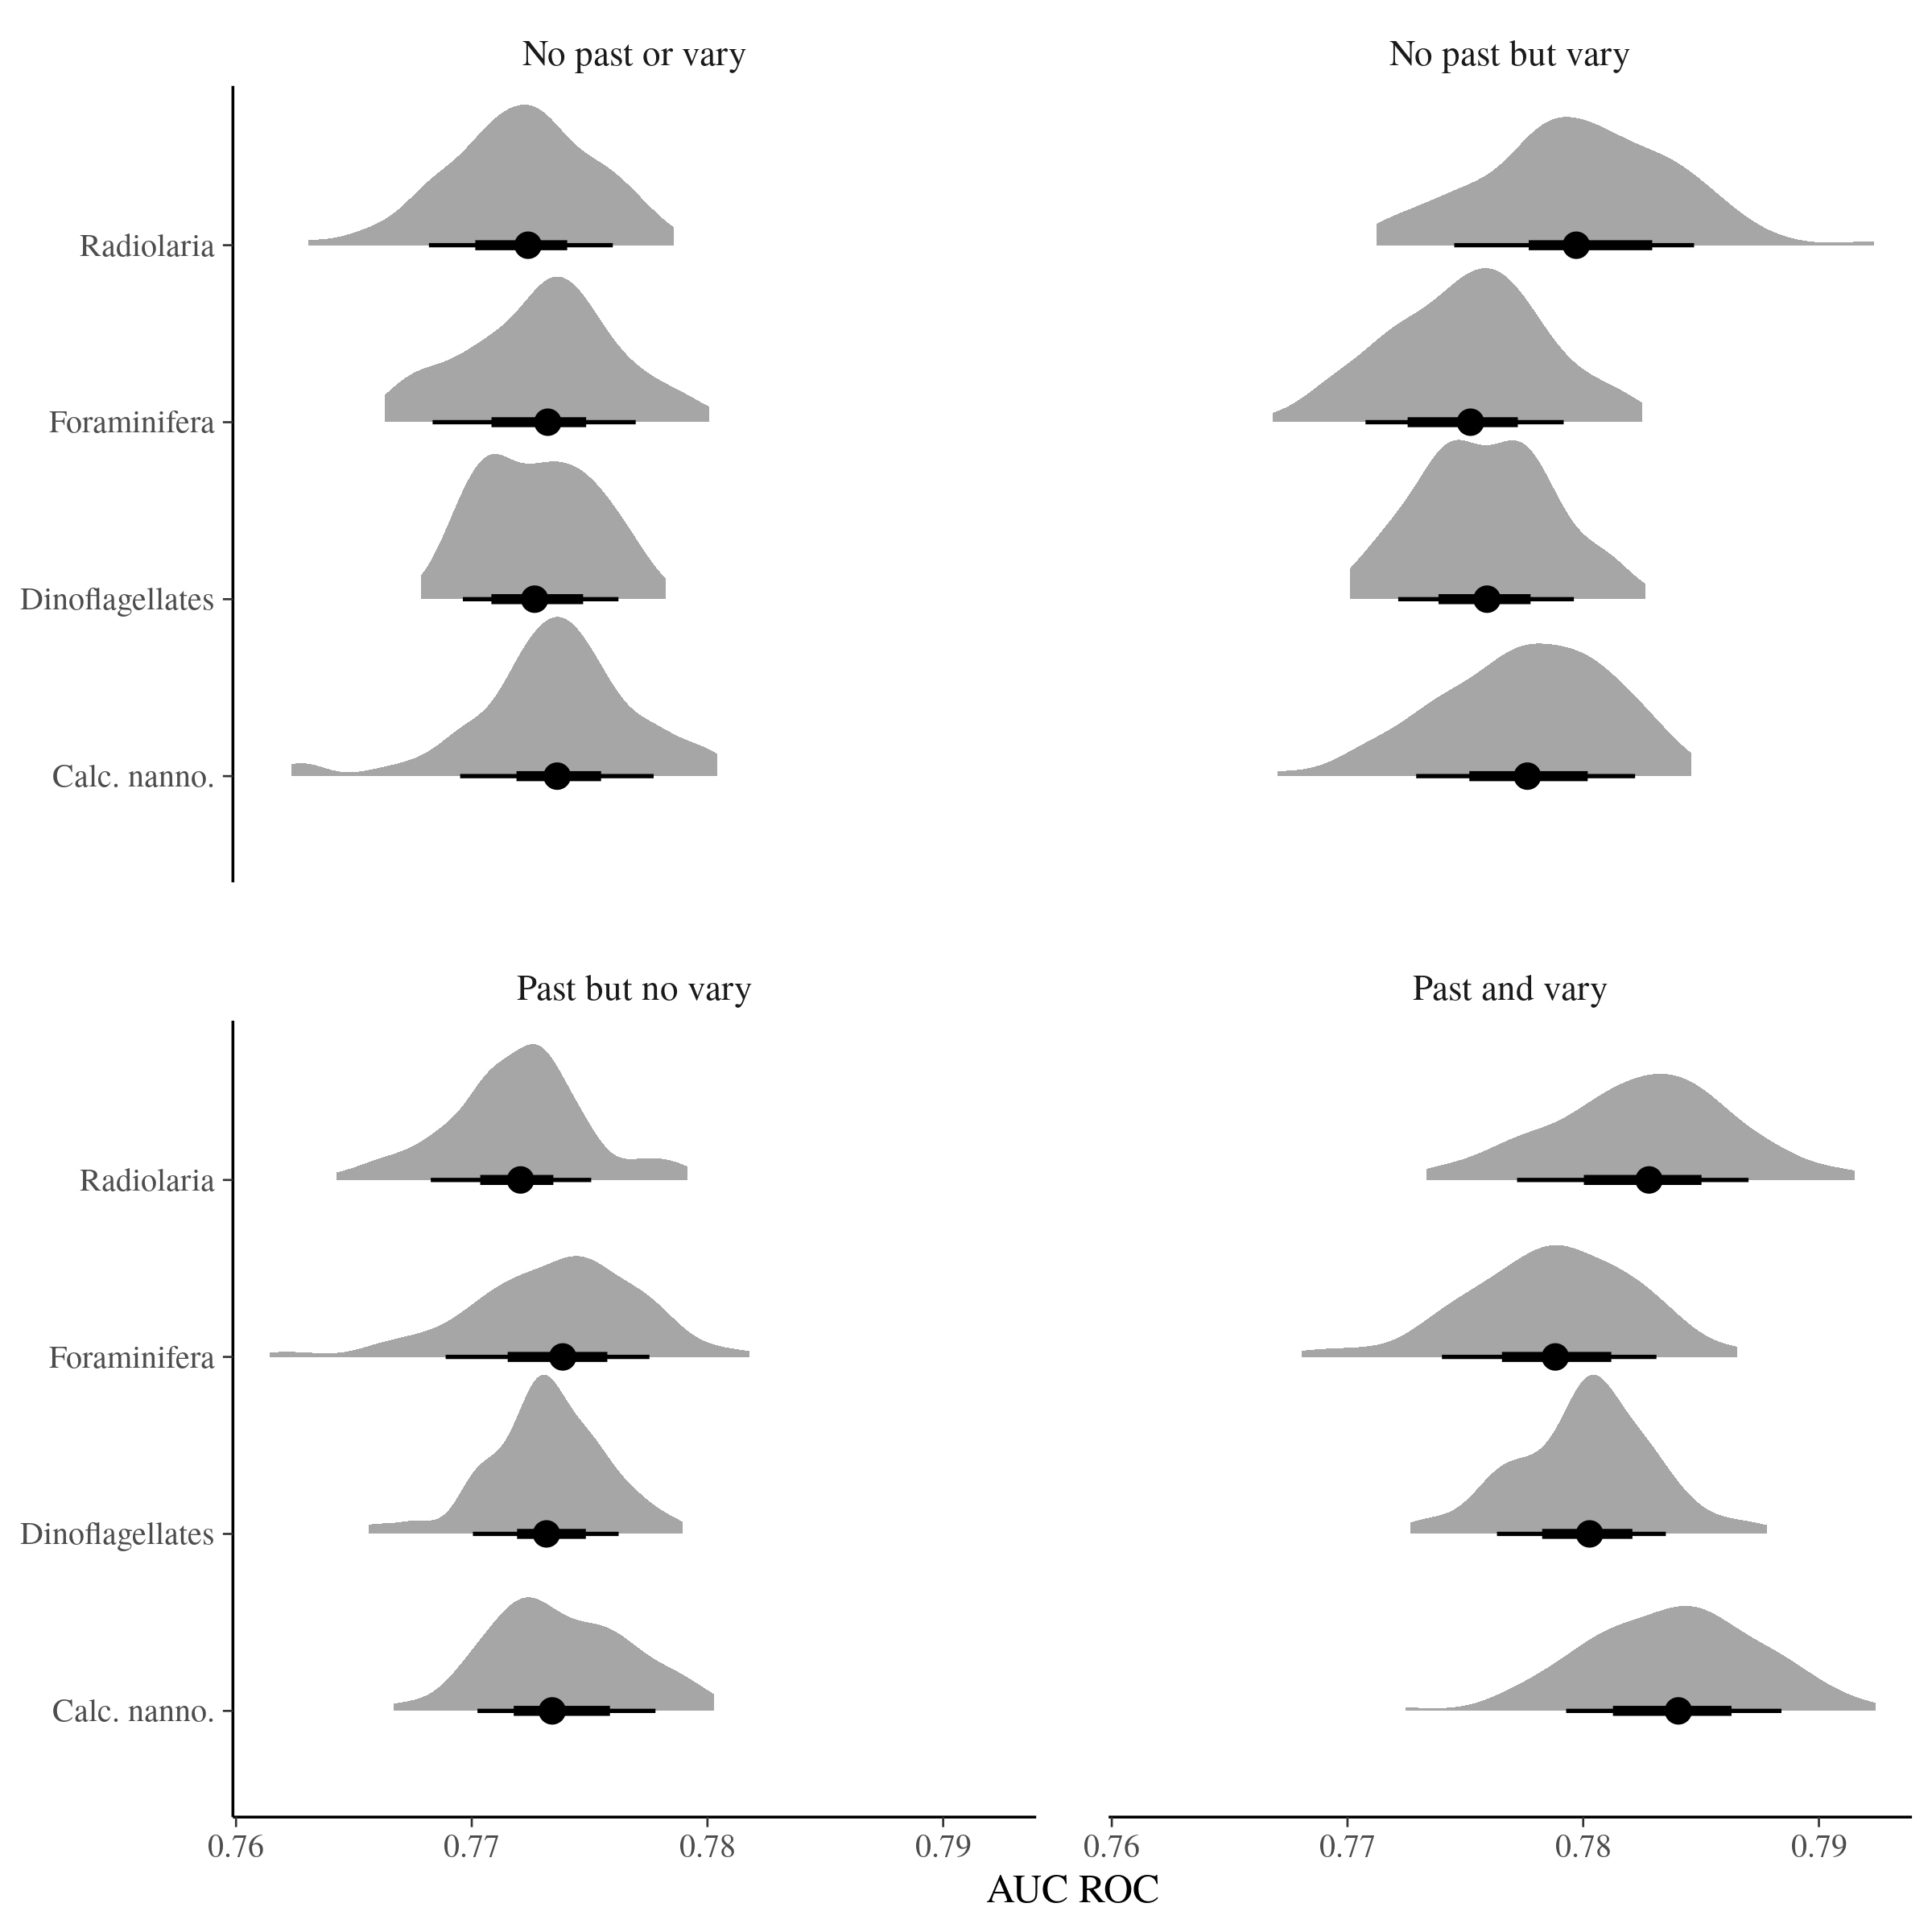 No past or vary
No past but vary
Radiolaria
Foraminifera
Dinoflagellates
Calc. nanno.
Past but no vary
Past and vary
Radiolaria
Foraminifera
Dinoflagellates
Calc. nanno.
0.76 0.77 0.78 0.79
0.76 0.77 0.78 0.79
AUC ROC